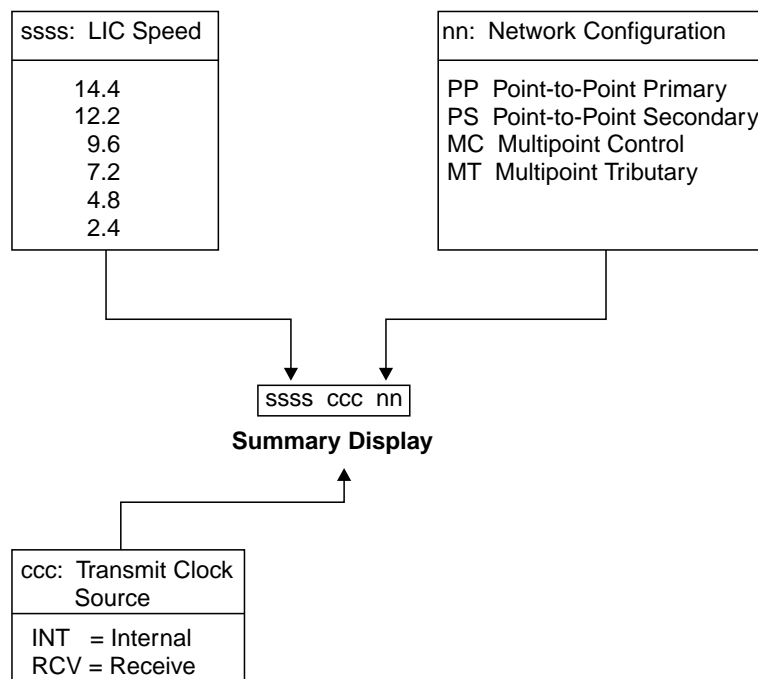 ssss: LIC Speed
14.4
12.2
9.6
7.2
4.8
2.4
nn: Network Configuration
PP Point-to-Point Primary
PS Point-to-Point Secondary
MC Multipoint Control
MT Multipoint Tributary
ssss ccc nn
Summary Display
ccc: Transmit Clock
Source
INT = Internal
RCV = Receive